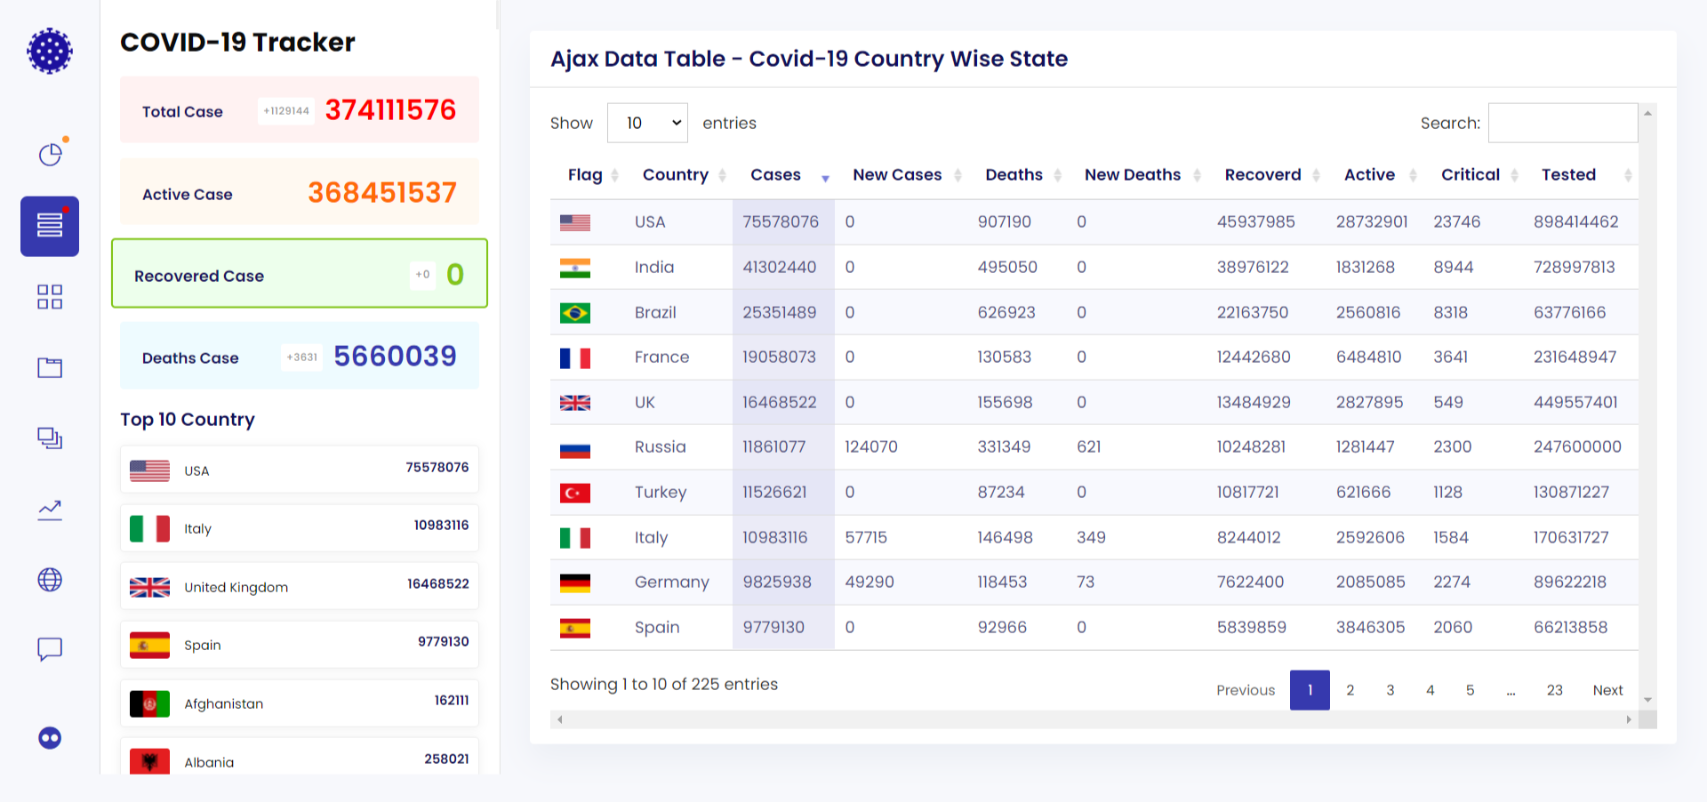 COVID-19 Tracker
Total Case +1129144 374111576
Active Case 368451537
Recovered Case +0 0
Deaths Case +3631 5660039
Top 10 Country
USA 75578076
Italy 10983116
United Kingdom 16468522
Spain 9779130
Afghanistan 162111
Albania 258021
Ajax Data Table - Covid-19 Country Wise State
Show 10 entries Search:
Flag Country Cases New Cases Deaths New Deaths Recoverd Active Critical Tested
USA 75578076 0 907190 0 45937985 28732901 23746 898414462
India 41302440 0 495050 0 38976122 1831268 8944 728997813
Brazil 25351489 0 626923 0 22163750 2560816 8318 63776166
France 19058073 0 130583 0 12442680 6484810 3641 231648947
UK 16468522 0 155698 0 13484929 2827895 549 449557401
Russia 11861077 124070 331349 621 10248281 1281447 2300 247600000
Turkey 11526621 0 87234 0 10817721 621666 1128 130871227
Italy 10983116 57715 146498 349 8244012 2592606 1584 170631727
Germany 9825938 49290 118453 73 7622400 2085085 2274 89622218
Spain 9779130 0 92966 0 5839859 3846305 2060 66213858
Showing 1 to 10 of 225 entries
Previous 1 2 3 4 5 … 23 Next